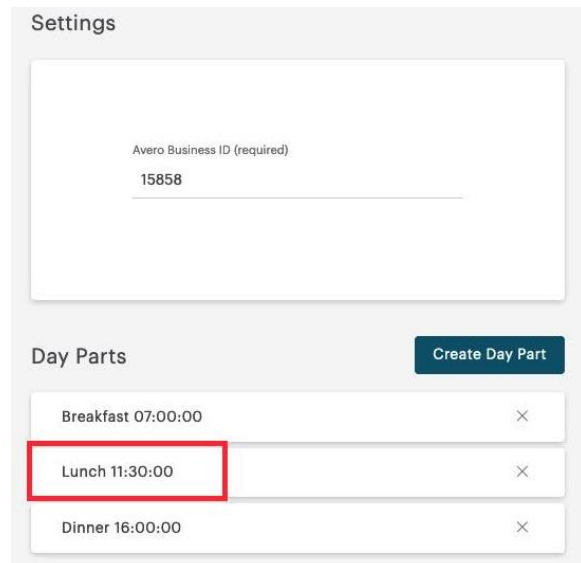 Settings
Avero Business ID (required)
15858
Day Parts
Create Day Part
Breakfast 07:00:00
Lunch 11:30:00
Dinner 16:00:00